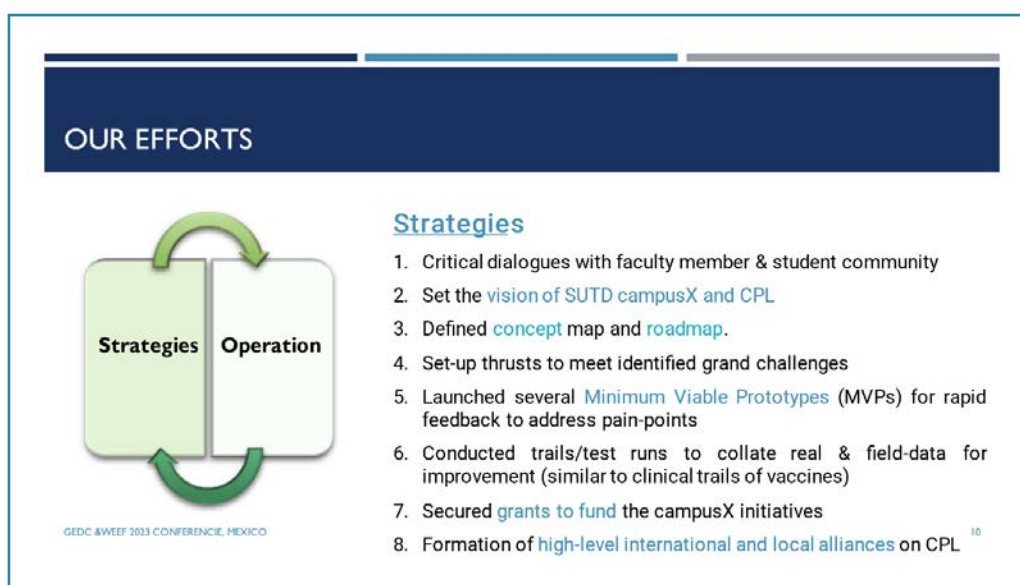 OUR EFFORTS
Strategies
Operation
Strategies
1. Critical dialogues with faculty member & student community
2. Set the vision of SUTD campusX and CPL
3. Defined concept map and roadmap.
4. Set-up thrusts to meet identified grand challenges
5. Launched several Minimum Viable Prototypes (MVPs) for rapid
feedback to address pain-points
6. Conducted trails/test runs to collate real & field-data for
improvement (similar to clinical trails of vaccines)
7. Secured grants to fund the campusX initiatives
8. Formation of high-level international and local alliances on CPL
GEDC &WEEF 2023 CONFERENCIE, MEXICO
10